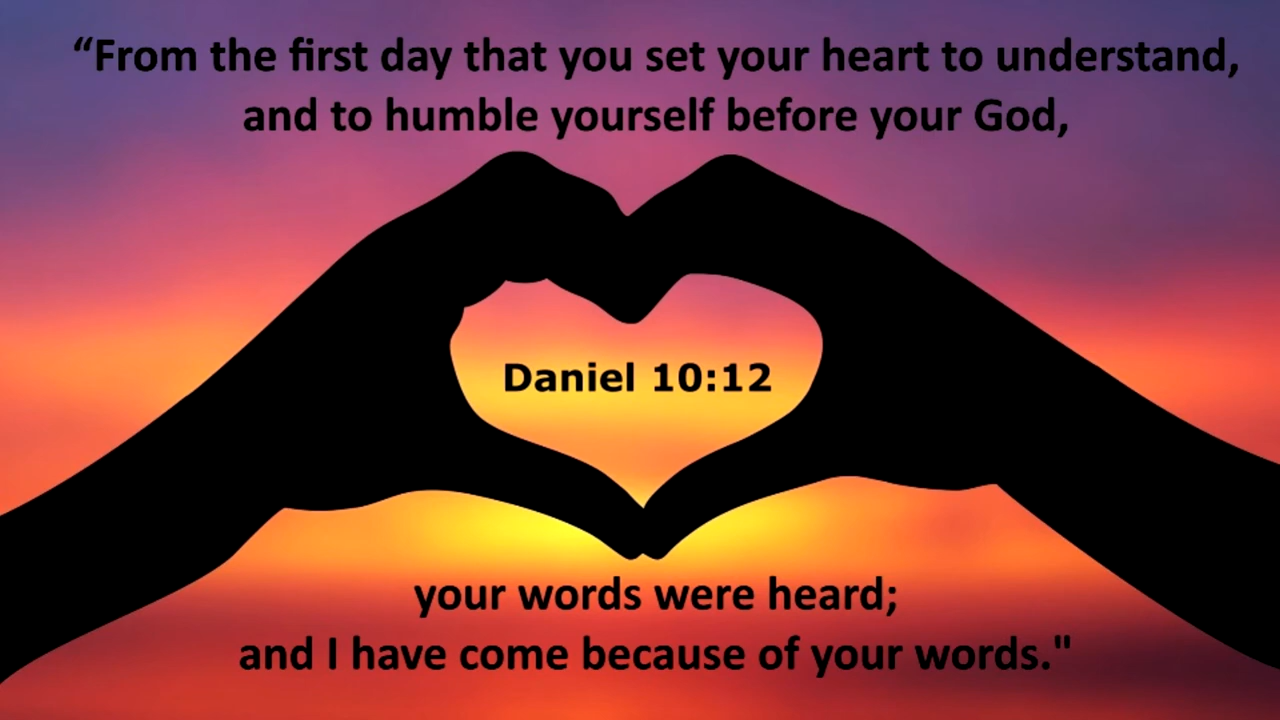 “From the first day that you set your heart to understand,
and to humble yourself before your God,
Daniel 10:12
your words were heard;
and I have come because of your words."